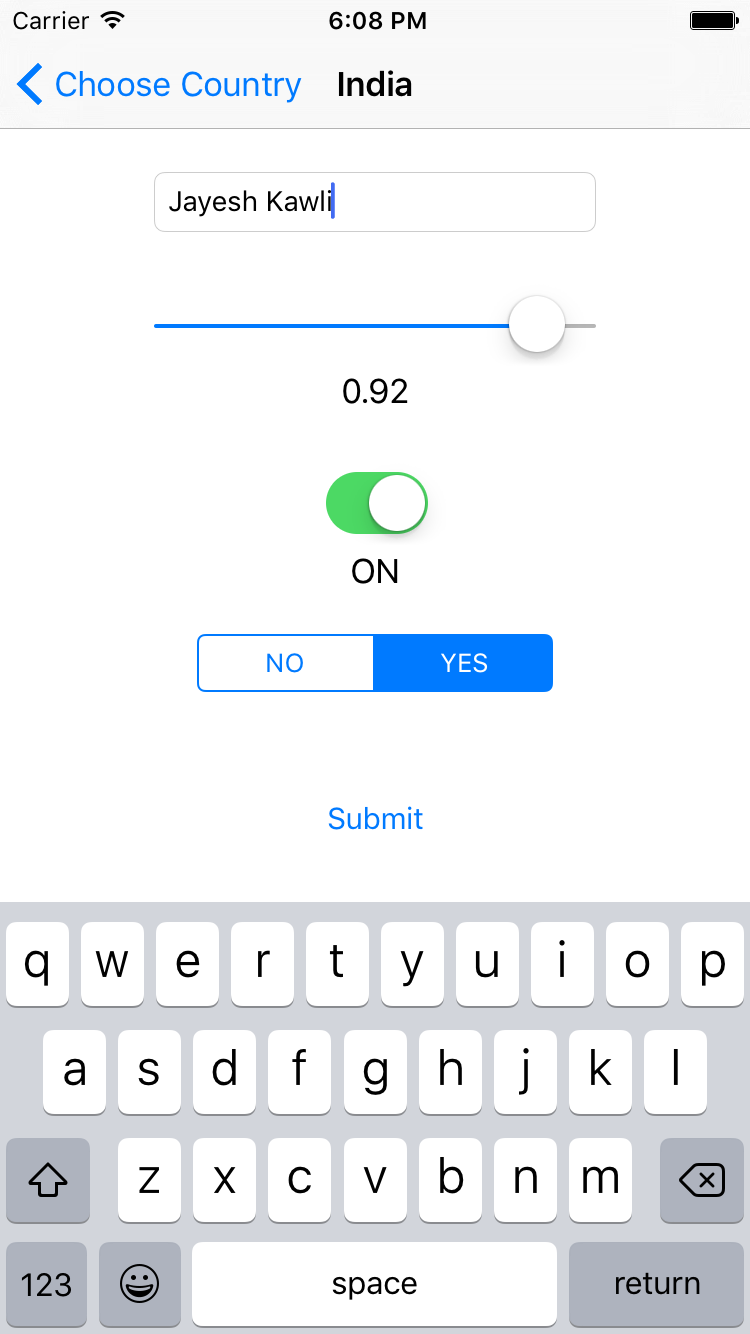 Carrier 6:08 PM
Choose Country India
Jayesh Kawli
0.92
ON
NO YES
Submit
q w e r t y u i o p
a s d f g h j k l
z x c v b n m
123 space return